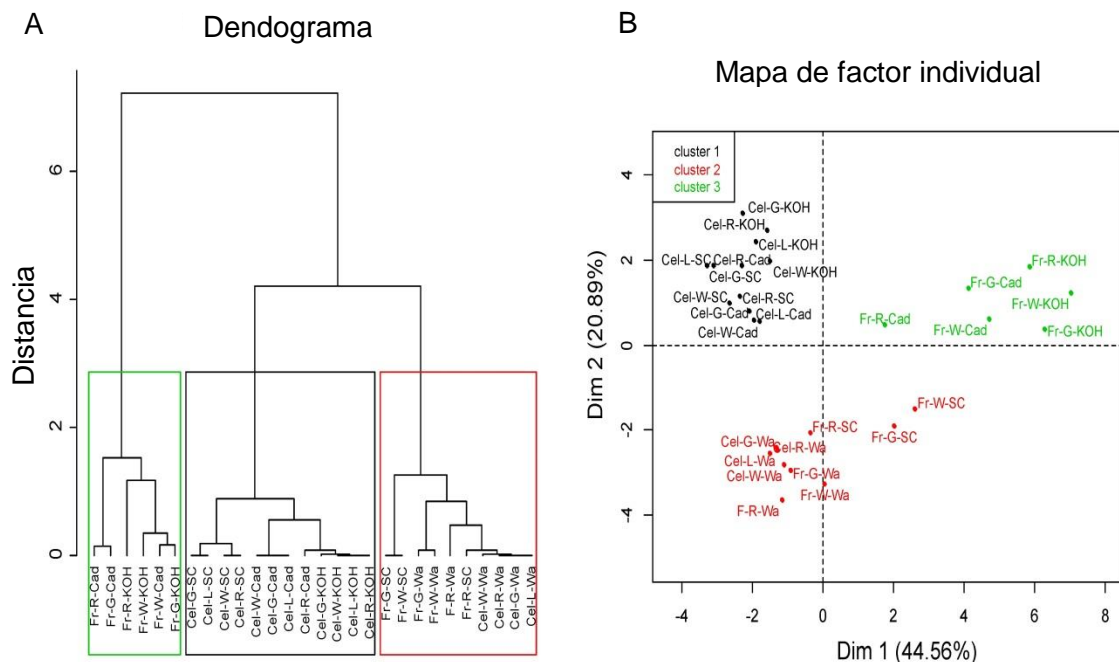 A
Dendograma
Distancia
6
4
2
0
Fr-R-Cad
Fr-G-Cad
Fr-R-KOH
Fr-W-KOH
Fr-W-Cad
Fr-G-KOH
Cel-G-SC
Cel-L-SC
Cel-W-SC
Cel-R-SC
Cel-W-Cad
Cel-G-Cad
Cel-L-Cad
Cel-R-Cad
Cel-G-KOH
Cel-W-KOH
Cel-L-KOH
Cel-R-KOH
Fr-G-SC
Fr-W-SC
Fr-G-Wa
Fr-W-Wa
F-R-Wa
Fr-R-SC
Cel-W-Wa
Cel-R-Wa
Cel-G-Wa
Cel-L-Wa
B
Mapa de factor individual
cluster 1
cluster 2
cluster 3
Dim 2 (20.89%)
4
2
0
-2
-4
Cel-G-KOH
Cel-R-KOH
Cel-L-KOH
Cel-L-SC
Cel-R-Cad
Cel-G-SC
Cel-W-KOH
Cel-W-SC
Cel-R-SC
Cel-G-Cad
Cel-L-Cad
Cel-W-Cad
Fr-R-KOH
Fr-G-Cad
Fr-W-KOH
Fr-R-Cad
Fr-W-Cad
Fr-G-KOH
Fr-W-SC
Fr-R-SC
Fr-G-SC
Cel-G-Wa
Cel-R-Wa
Cel-L-Wa
Cel-W-Wa
Fr-G-Wa
Fr-W-Wa
F-R-Wa
-4 -2 0 2 4 6 8
Dim 1 (44.56%)